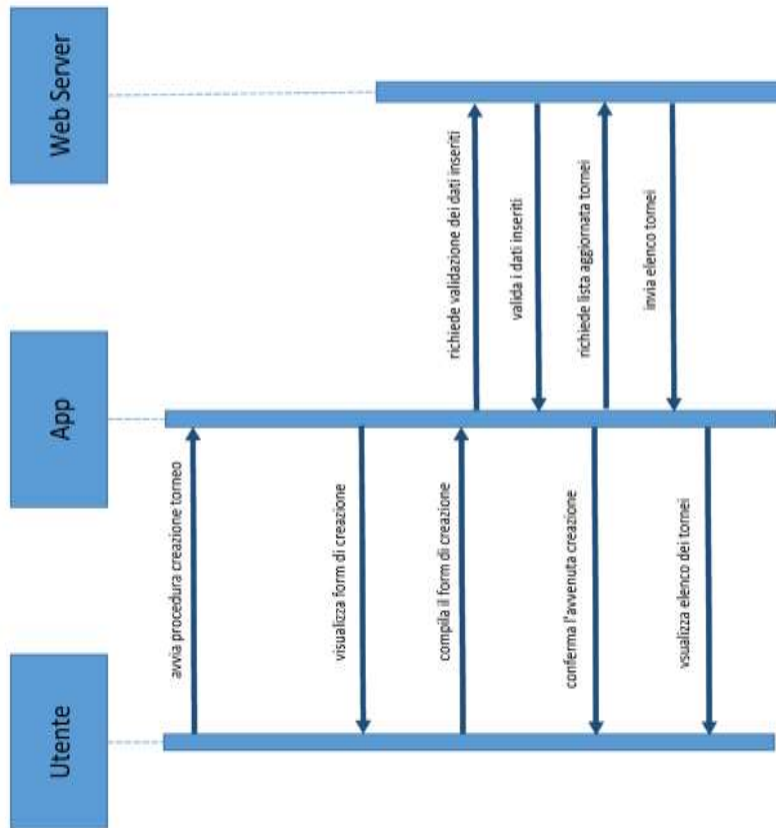 Utente
App
Web Server
avvia procedura creazione torneo
visualizza form di creazione
compila il form di creazione
richiede validazione dei dati inseriti
valida i dati inseriti
conferma l'avvenuta creazione
richiede lista aggiornata tornei
invia elenco tornei
vsualizza elenco dei tornei